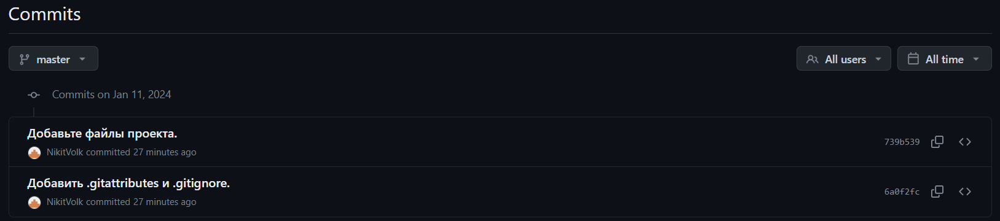 Commits
master
All users
All time
Commits on Jan 11, 2024
Добавьте файлы проекта.
739b539
NikitVolk committed 27 minutes ago
Добавить .gitattributes и .gitignore.
6a0f2fc
NikitVolk committed 27 minutes ago